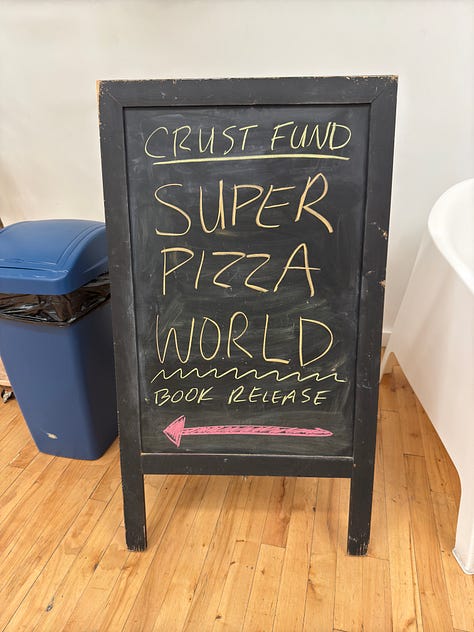 CRUST FUND
SUPER
PIZZA
WORLD
BOOK RELEASE